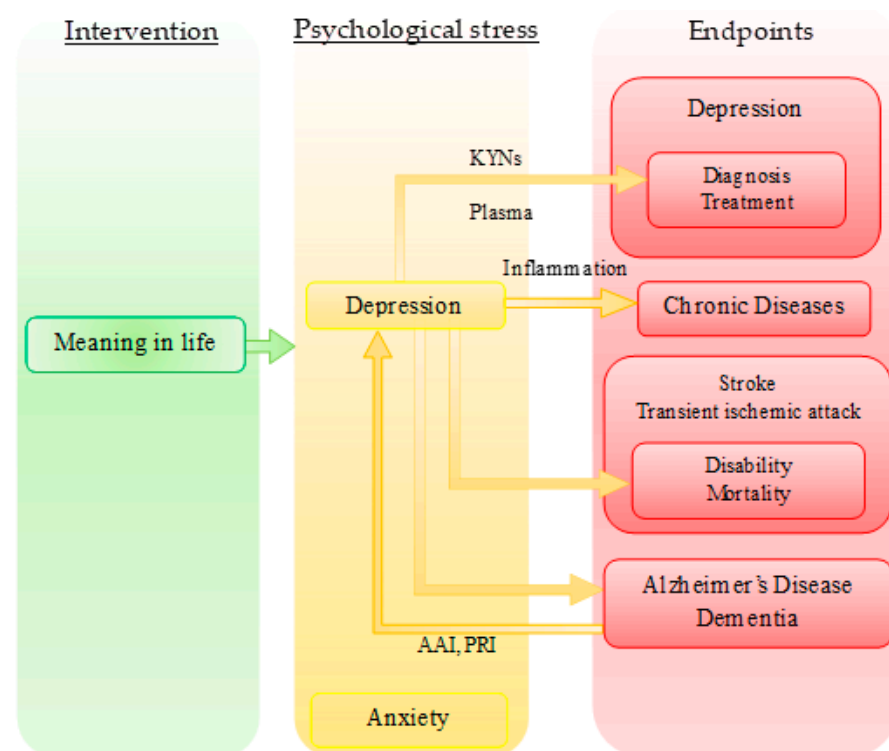 Intervention
Psychological stress
Endpoints
Depression
KYNs
Diagnosis
Treatment
Plasma
Inflammation
Depression
Chronic Diseases
Meaning in life
Stroke
Transient ischemic attack
Disability
Mortality
Alzheimer’s Disease
Dementia
AAI, PRI
Anxiety